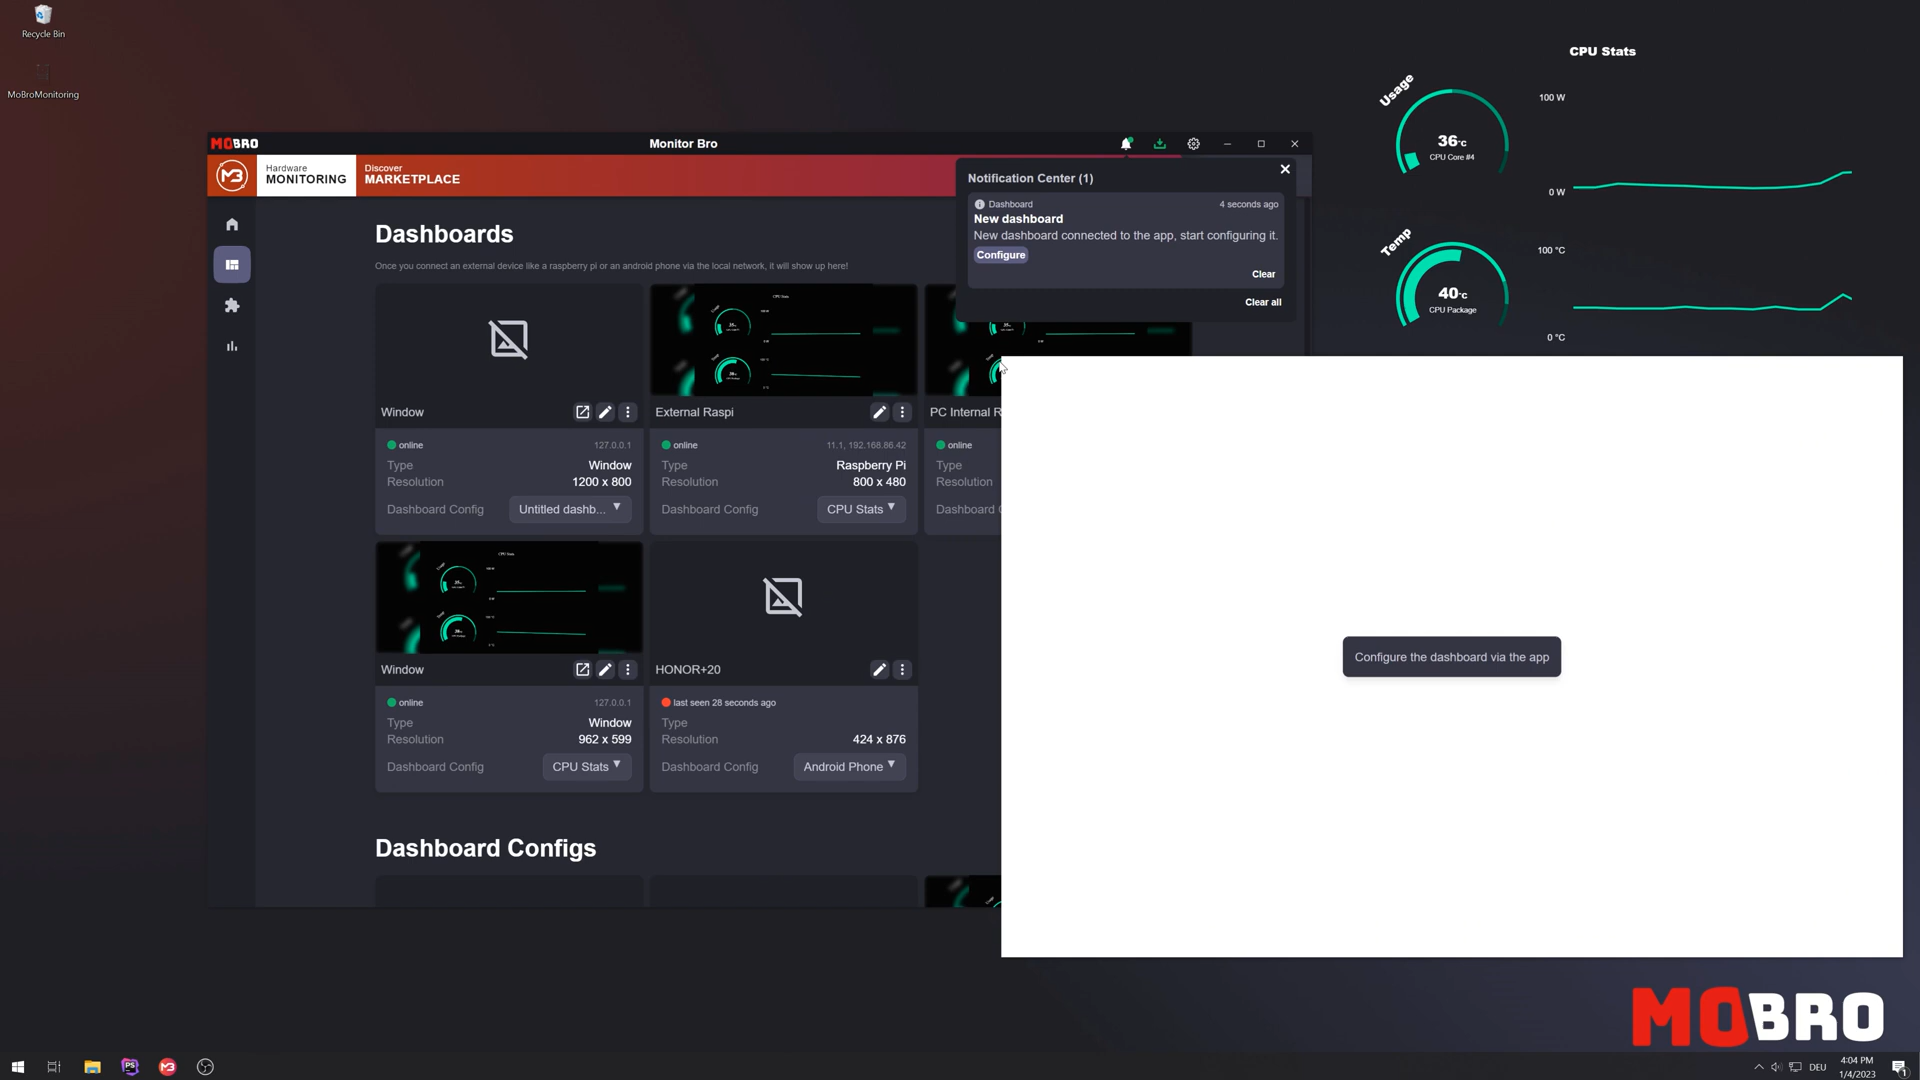 Recycle Bin
MoBroMonitoring
MOBRO
Monitor Bro
Hardware
MONITORING
Discover
MARKETPLACE
Notification Center (1)
Dashboard
4 seconds ago
New dashboard
New dashboard connected to the app, start configuring it.
Configure
Clear
Clear all
Dashboards
Once you connect an external device like a raspberry pi or an android phone via the local network, it will show up here!
Window
External Raspi
PC Internal R
online
127.0.0.1
Type
Window
Resolution
1200 x 800
Dashboard Config
Untitled dashb...
online
11.1, 192.168.86.42
Type
Raspberry Pi
Resolution
800 x 480
Dashboard Config
CPU Stats
online
Type
Resolution
Dashboard
Window
HONOR+20
online
127.0.0.1
Type
Window
Resolution
962 x 599
Dashboard Config
CPU Stats
last seen 28 seconds ago
Type
Resolution
424 x 876
Dashboard Config
Android Phone
Dashboard Configs
CPU Stats
Usage
36°C
CPU Core #4
100 W
0 W
Temp
40°C
CPU Package
100 °C
0 °C
Configure the dashboard via the app
MOBRO
PS
DEU
4:04 PM
1/4/2023
1